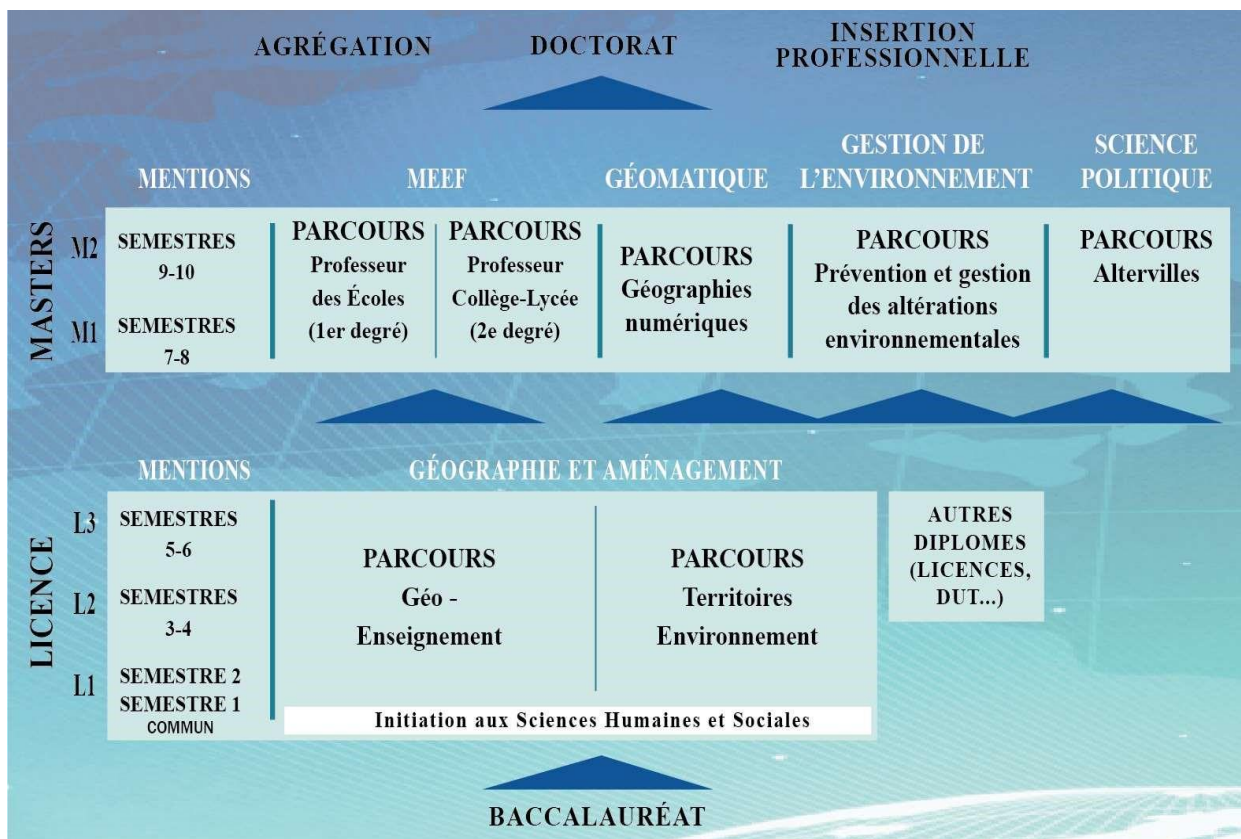 AGRÉGATION
DOCTORAT
INSERTION
PROFESSIONNELLE
MENTIONS
MEEF
GÉOMATIQUE
GESTION DE
L'ENVIRONNEMENT
SCIENCE
POLITIQUE
MASTERS
M2
SEMESTRES
9-10
M1
SEMESTRES
7-8
PARCOURS
Professeur
des Écoles
(1er degré)
PARCOURS
Professeur
Collège-Lycée
(2e degré)
PARCOURS
Géographies
numériques
PARCOURS
Prévention et gestion
des altérations
environnementales
PARCOURS
Altervilles
MENTIONS
GÉOGRAPHIE ET AMÉNAGEMENT
LICENCE
L3
SEMESTRES
5-6
L2
SEMESTRES
3-4
L1
SEMESTRE 2
SEMESTRE 1
COMMUN
PARCOURS
Géo -
Enseignement
PARCOURS
Territoires
Environnement
AUTRES
DIPLOMES
(LICENCES,
DUT...)
Initiation aux Sciences Humaines et Sociales
BACCALAURÉAT